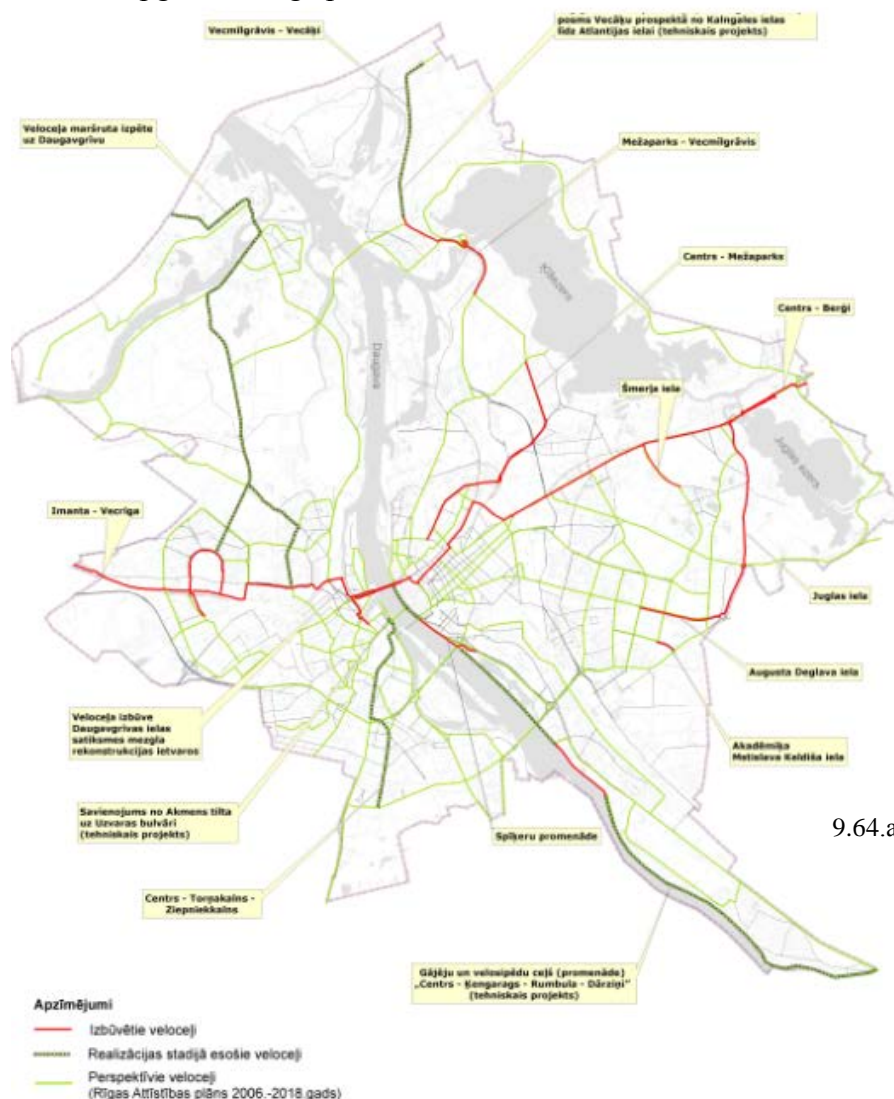 Vecmīlgrāvis - Vecāķi
posms Vecāķu prospektā no Kalngales ielas
līdz Atlantijas ielai (tehniskais projekts)
Veloceļa maršruta izpēte
uz Daugavgrīvu
Mežaparks - Vecmīlgrāvis
Centrs - Mežaparks
Ķīšezers
Centrs - Berģi
Daugava
Šmerļa iela
Juglas ezers
Imanta - Vecrīga
Juglas iela
Augusta Deglava iela
Veloceļa izbūve
Daugavgrīvas ielas
satiksmes mezgla
rekonstrukcijas ietvaros
Akadēmiķa
Mstislava Keldiša iela
Savienojums no Akmens tilta
uz Uzvaras bulvāri
(tehniskais projekts)
Spīķeru promenāde
9.64.a
Centrs - Torņakalns -
Ziepniekkalns
Gājēju un velosipēdu ceļš (promenāde)
„Centrs - Ķengarags - Rumbula - Dārziņi"
(tehniskais projekts)
Apzīmējumi
Izbūvētie veloceļi
Realizācijas stadijā esošie veloceļi
Perspektīvie veloceļi
(Rīgas Attīstības plāns 2006.-2018.gads)